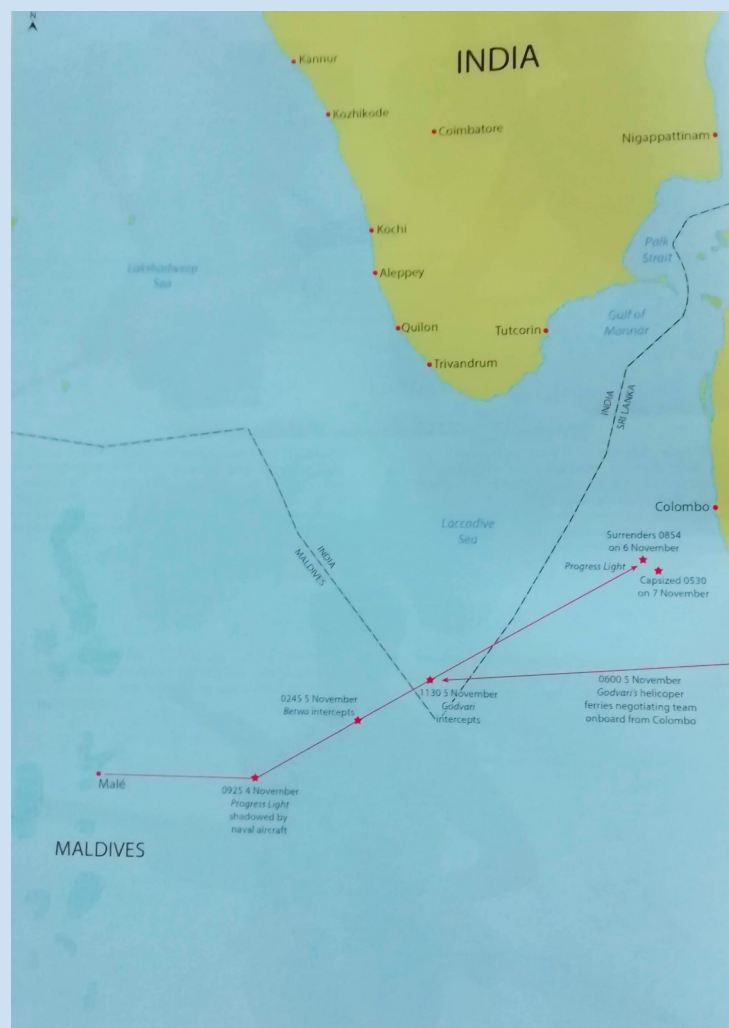 N
INDIA
Kannur
Kozhikode
Coimbatore
Nigappattinam
Kochi
Palk
Strait
Lakshadweep
Sea
Aleppey
Gulf of
Mannar
Quilon
Tutcorin
Trivandrum
INDIA
SRI LANKA
Colombo
Laccadive
Sea
Surrenders 0854
on 6 November
Progress Light
Capsized 0530
on 7 November
INDIA
MALDIVES
0600 5 November
Godvari's helicoper
ferries negotiating team
onboard from Colombo
0245 5 November
Betwa intercepts
1130 5 November
Godvari
intercepts
Malé
0925 4 November
Progress Light
shadowed by
naval aircraft
MALDIVES